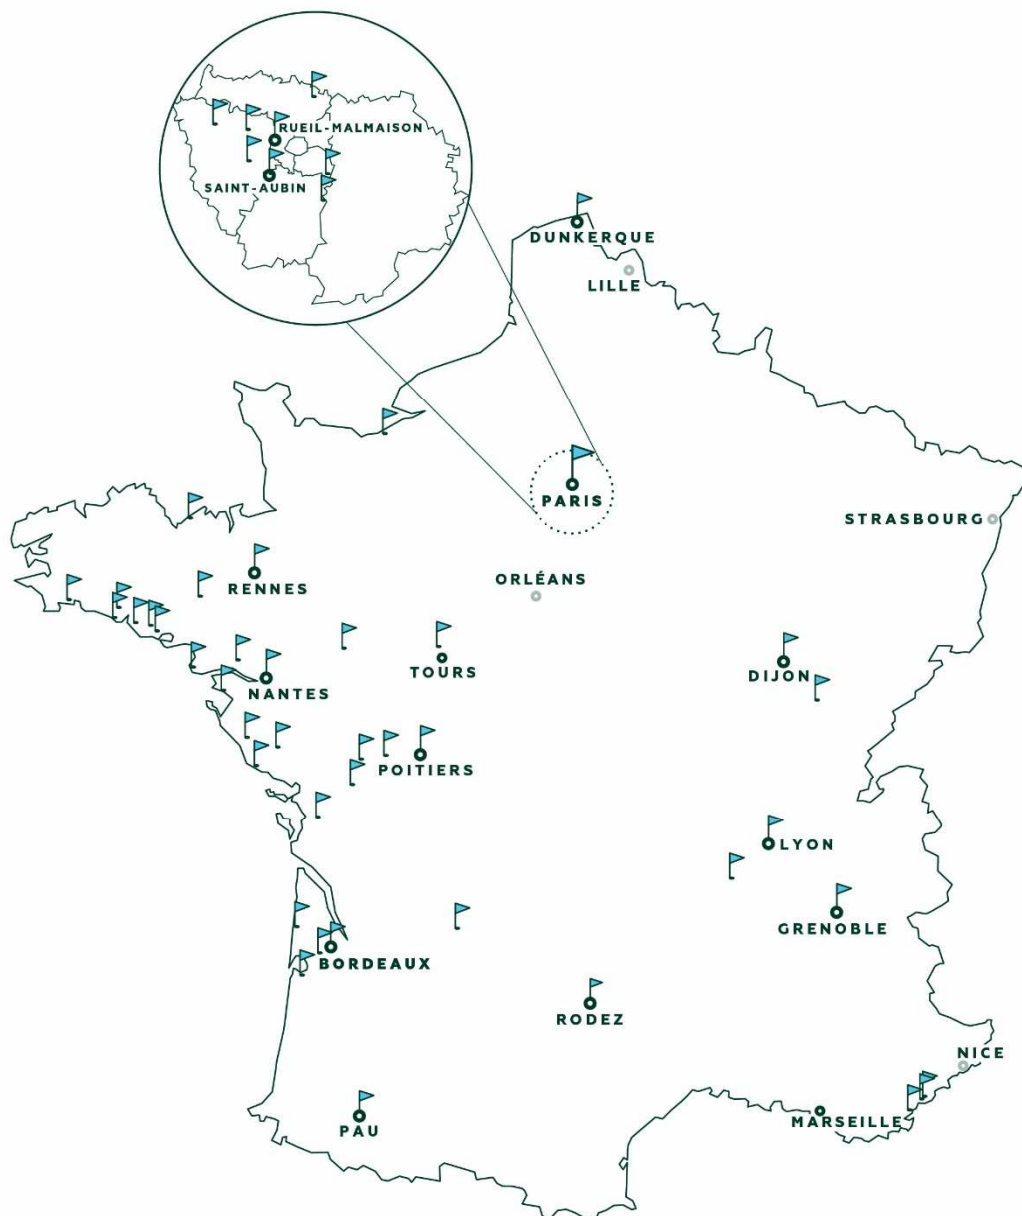 RUEIL-MALMAISON
SAINT-AUBIN
DUNKERQUE
LILLE
PARIS
STRASBOURG
ORLÉANS
RENNES
TOURS
DIJON
NANTES
POITIERS
LYON
GRENOBLE
BORDEAUX
RODEZ
NICE
MARSEILLE
PAU